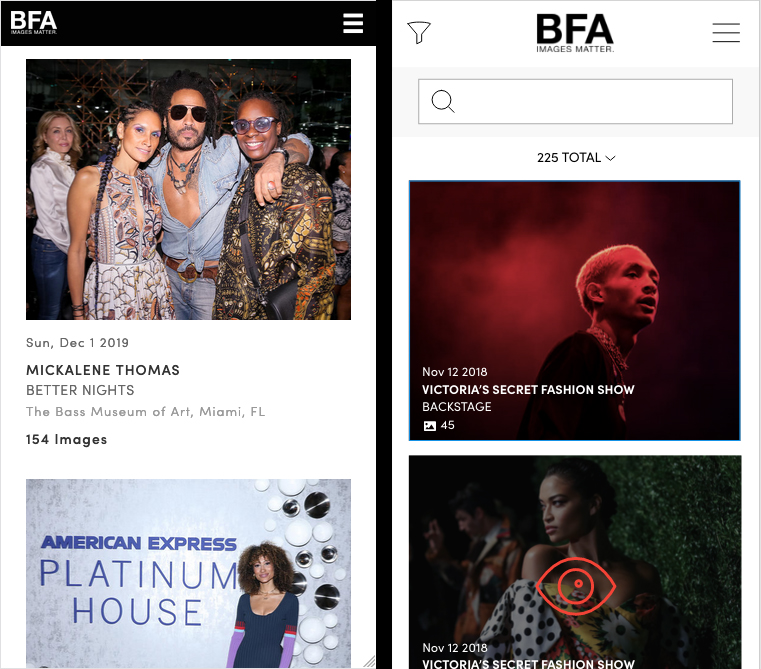 BFA
IMAGES MATTER.
Sun, Dec 1 2019
MICKALENE THOMAS
BETTER NIGHTS
The Bass Museum of Art, Miami, FL
154 Images
AMERICAN EXPRESS
PLATINUM
HOUSE
BFA
IMAGES MATTER.
225 TOTAL
Nov 12 2018
VICTORIA'S SECRET FASHION SHOW
BACKSTAGE
45
Nov 12 2018
VICTORIA'S SECRET FASHION SHOW